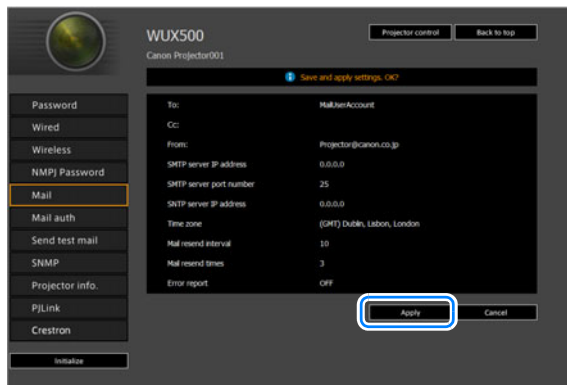 WUX500
Projector control Back to top
Canon Projector001
Save and apply settings. OK?
Password
Wired
Wireless
NMPJ Password
Mail
Mail auth
Send test mail
SNMP
Projector info.
PJLink
Crestron
Initialize
To: MailUserAccount
Cc:
From: Projector@canon.co.jp
SMTP server IP address 0.0.0.0
SMTP server port number 25
SNTP server IP address 0.0.0.0
Time zone (GMT) Dublin, Lisbon, London
Mail resend interval 10
Mail resend times 3
Error report OFF
Apply Cancel